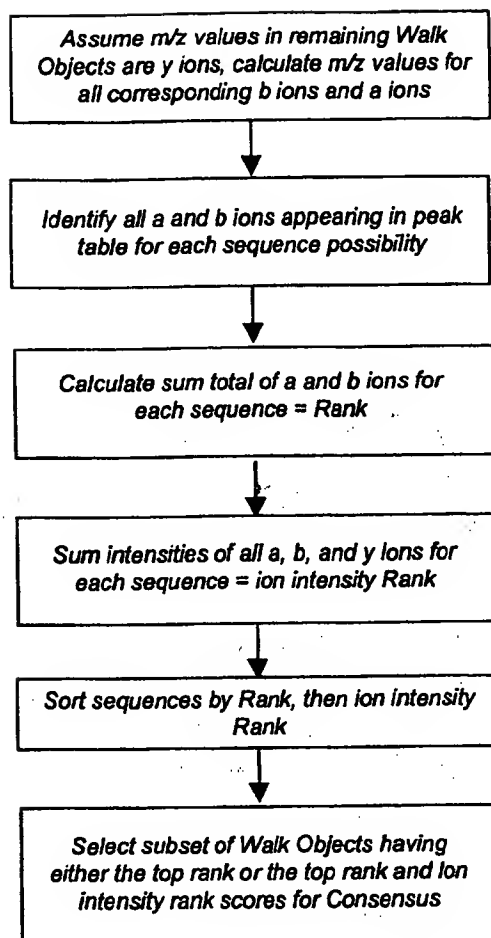 Assume m/z values in remaining Walk
Objects are y ions, calculate m/z values for
all corresponding b ions and a ions
Identify all a and b ions appearing in peak
table for each sequence possibility
Calculate sum total of a and b ions for
each sequence = Rank
Sum intensities of all a, b, and y Ions for
each sequence = ion intensity Rank
Sort sequences by Rank, then ion intensity
Rank
Select subset of Walk Objects having
either the top rank or the top rank and Ion
intensity rank scores for Consensus